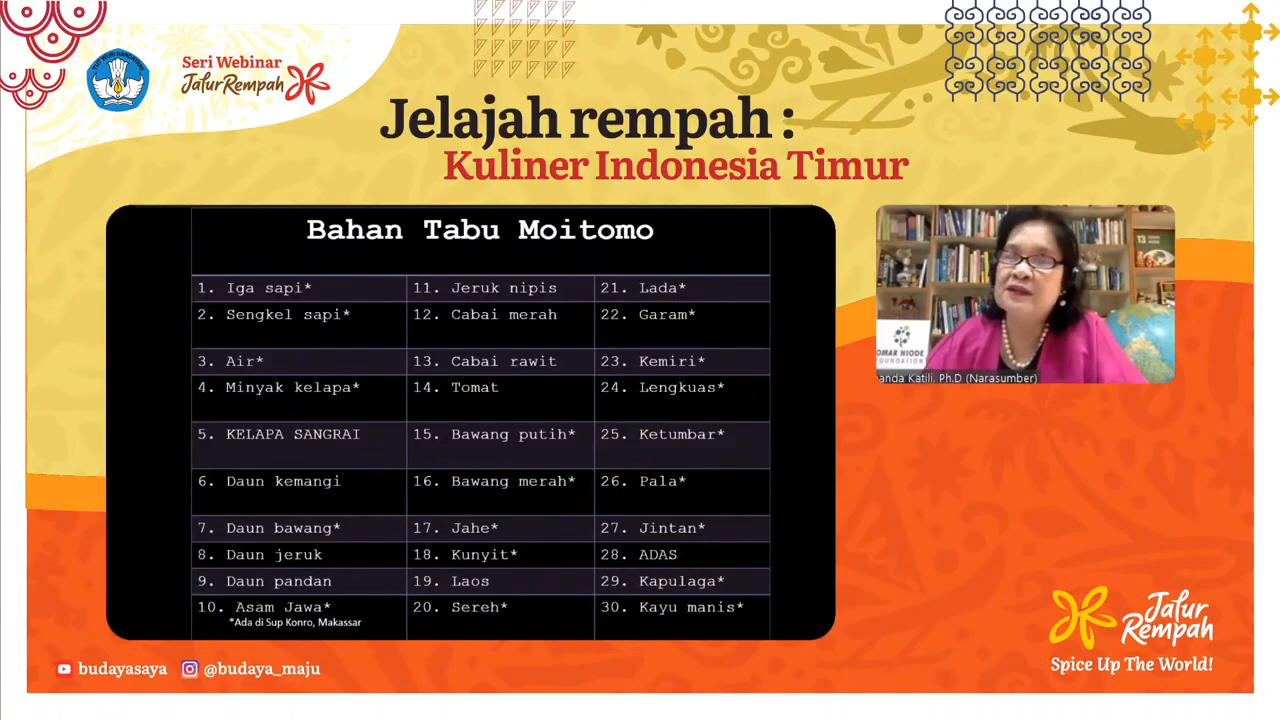 TUT WURI HANDAYANI
Seri Webinar
Jalur Rempah
Jelajah rempah :
Kuliner Indonesia Timur
Bahan Tabu Moitomo
1. Iga sapi* 11. Jeruk nipis 21. Lada*
2. Sengkel sapi* 12. Cabai merah 22. Garam*
3. Air* 13. Cabai rawit 23. Kemiri*
4. Minyak kelapa* 14. Tomat 24. Lengkuas*
5. KELAPA SANGRAI 15. Bawang putih* 25. Ketumbar*
6. Daun kemangi 16. Bawang merah* 26. Pala*
7. Daun bawang* 17. Jahe* 27. Jintan*
8. Daun jeruk 18. Kunyit* 28. ADAS
9. Daun pandan 19. Laos 29. Kapulaga*
10. Asam Jawa* 20. Sereh* 30. Kayu manis*
*Ada di Sup Konro, Makassar
13
OMAR NIODE
FOUNDATION
anda Katili, Ph.D (Narasumber)
Jalur
Rempah
Spice Up The World!
budayasaya @budaya_maju